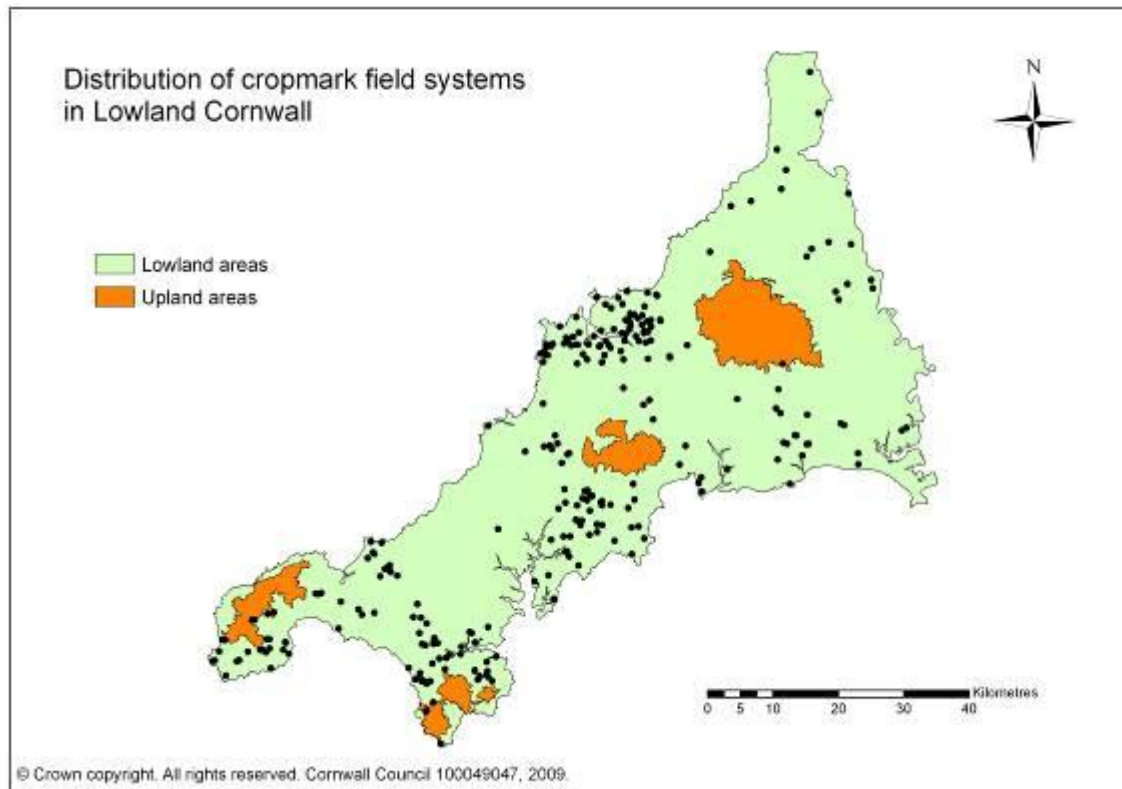 Distribution of cropmark field systems
in Lowland Cornwall
N
Lowland areas
Upland areas
Kilometres
0 5 10 20 30 40
© Crown copyright. All rights reserved. Cornwall Council 100049047, 2009.